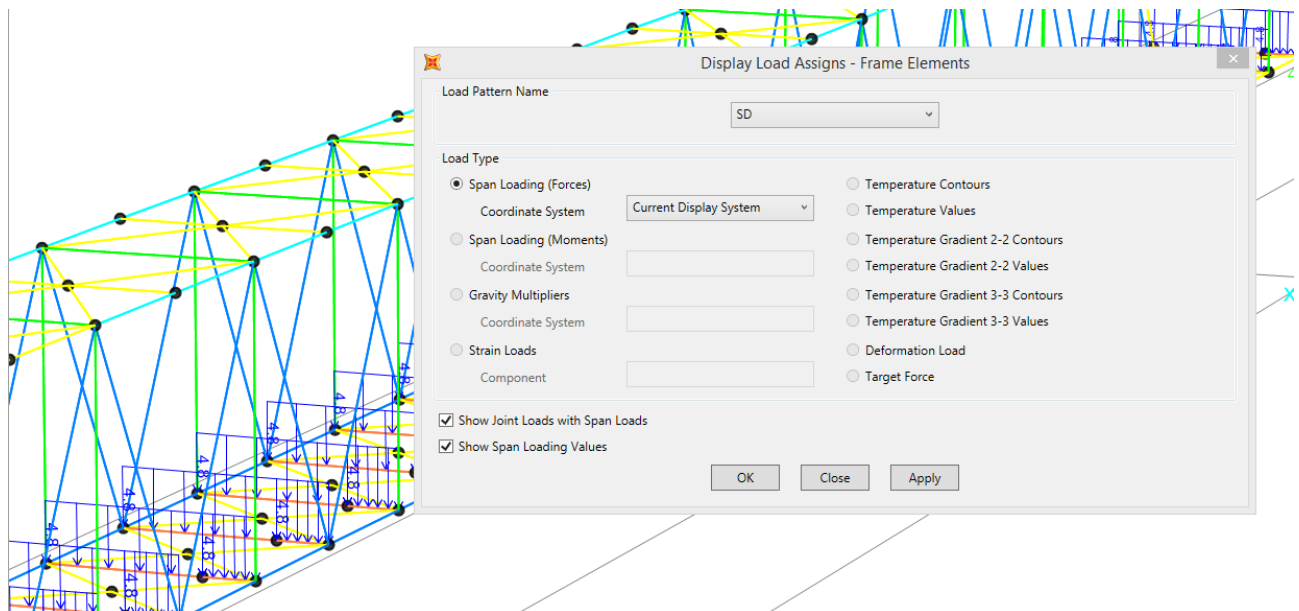 Display Load Assigns - Frame Elements
Load Pattern Name
SD
Load Type
Span Loading (Forces)
Coordinate System
Current Display System
Span Loading (Moments)
Coordinate System
Gravity Multipliers
Coordinate System
Strain Loads
Component
Temperature Contours
Temperature Values
Temperature Gradient 2-2 Contours
Temperature Gradient 2-2 Values
Temperature Gradient 3-3 Contours
Temperature Gradient 3-3 Values
Deformation Load
Target Force
Show Joint Loads with Span Loads
Show Span Loading Values
OK
Close
Apply
X
4.8
4.8
4.8
4.8
4.8
4.8
4.8
4.8
4.8